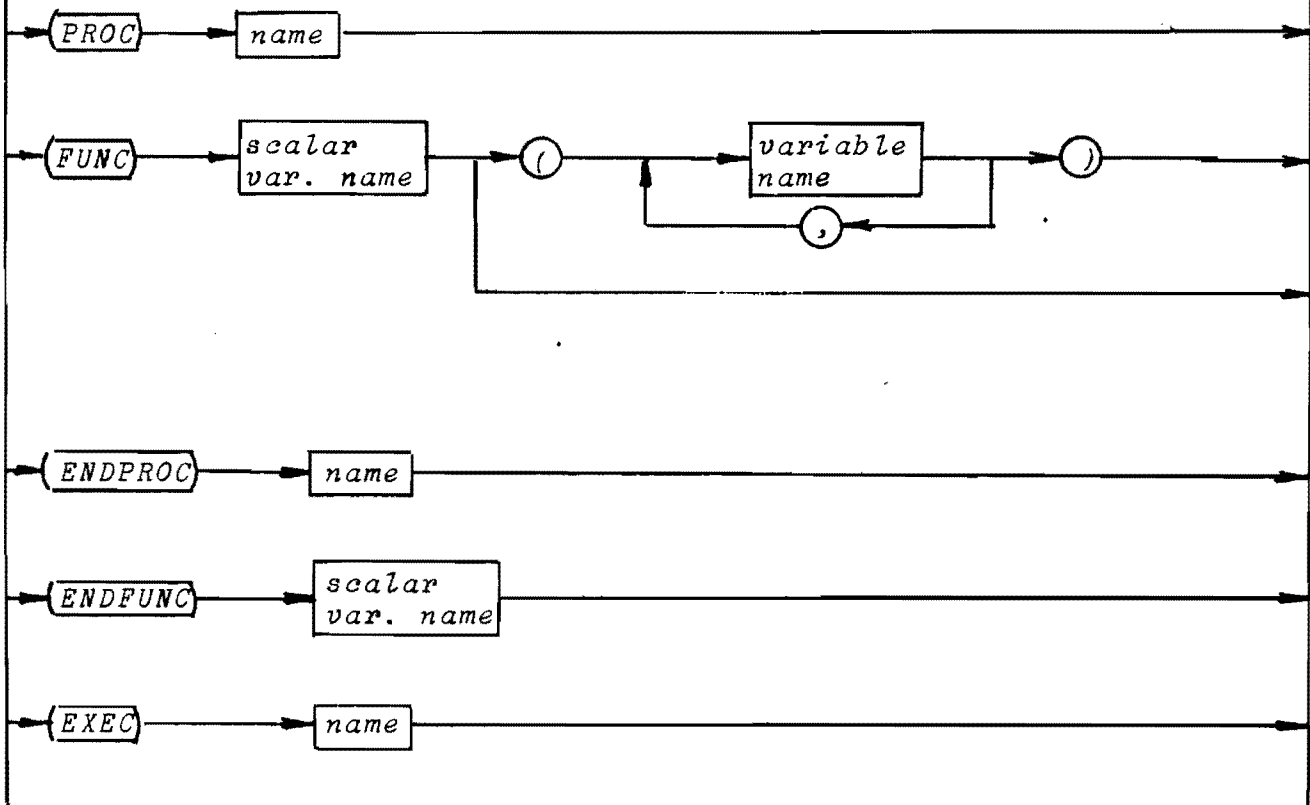 PROC name
FUNC scalar var. name ( variable name )
,
ENDPROC name
ENDFUNC scalar var. name
EXEC name